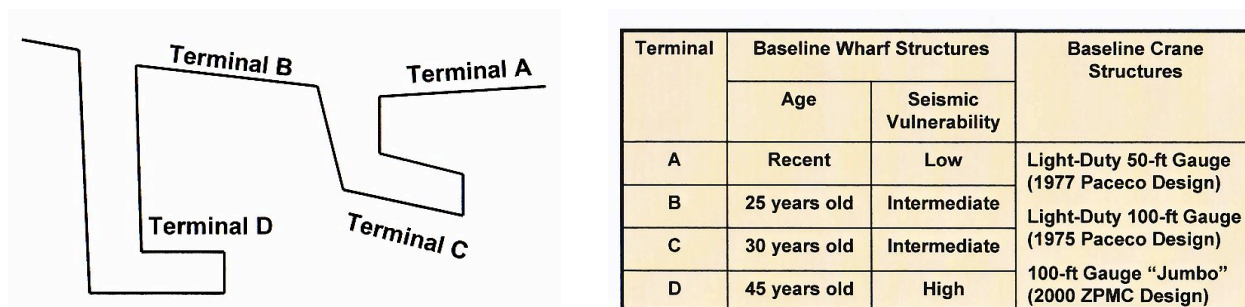 Terminal B
Terminal A
Terminal D
Terminal C
Terminal
Baseline Wharf Structures
Baseline Crane
Structures
Age
Seismic
Vulnerability
A
Recent
Low
Light-Duty 50-ft Gauge
(1977 Paceco Design)
B
25 years old
Intermediate
Light-Duty 100-ft Gauge
(1975 Paceco Design)
C
30 years old
Intermediate
D
45 years old
High
100-ft Gauge “Jumbo”
(2000 ZPMC Design)